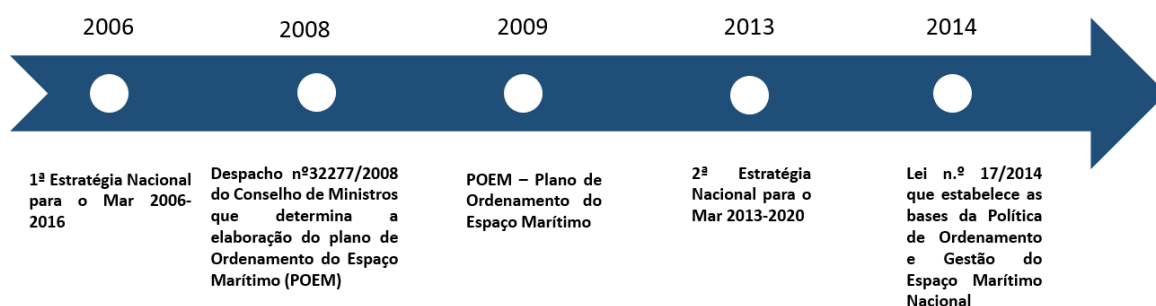 2006
2008
2009
2013
2014
1ª Estratégia Nacional
para o Mar 2006-
2016
Despacho nº32277/2008
do Conselho de Ministros
que determina a
elaboração do plano de
Ordenamento do Espaço
Marítimo (POEM)
POEM – Plano de
Ordenamento do
Espaço Marítimo
2ª Estratégia
Nacional para o
Mar 2013-2020
Lei n.º 17/2014
que estabelece as
bases da Política
de Ordenamento
e Gestão do
Espaço Marítimo
Nacional